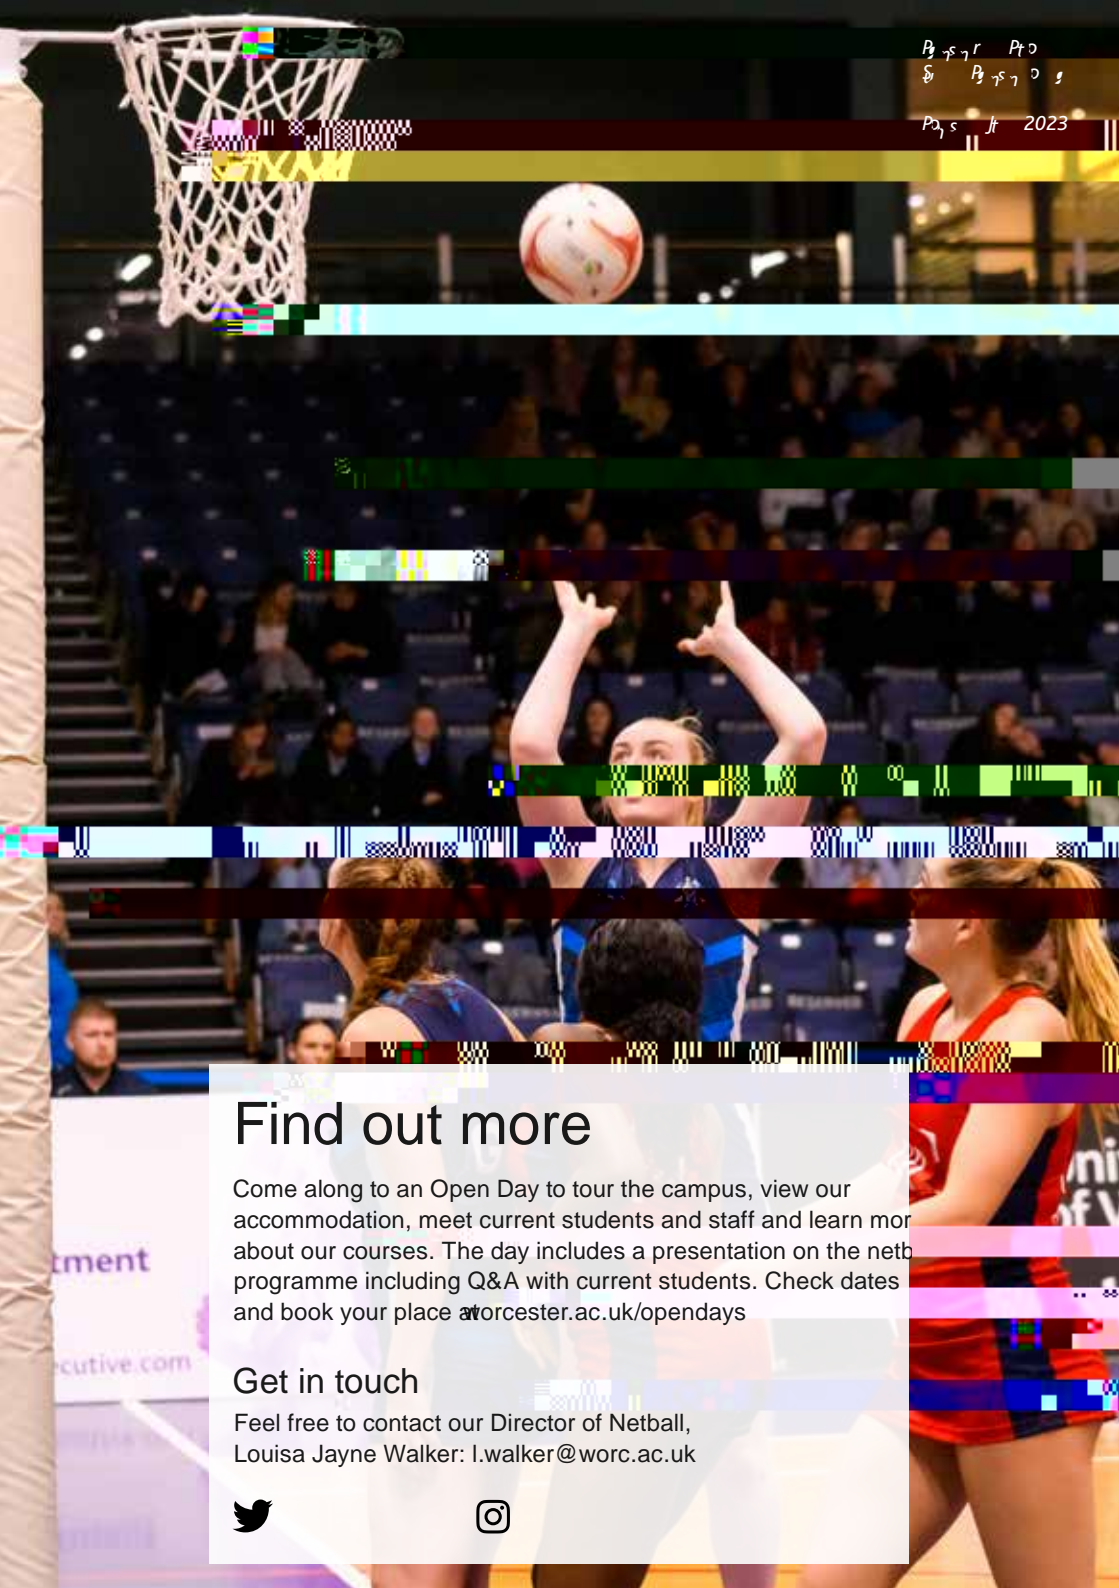 2023
Find out more
Come along to an Open Day to tour the campus, view our
accommodation, meet current students and staff and learn mor
about our courses. The day includes a presentation on the netb
programme including Q&A with current students. Check dates
and book your place at worcester.ac.uk/opendays
tment
ecutive.com
Get in touch
Feel free to contact our Director of Netball,
Louisa Jayne Walker: l.walker@worc.ac.uk